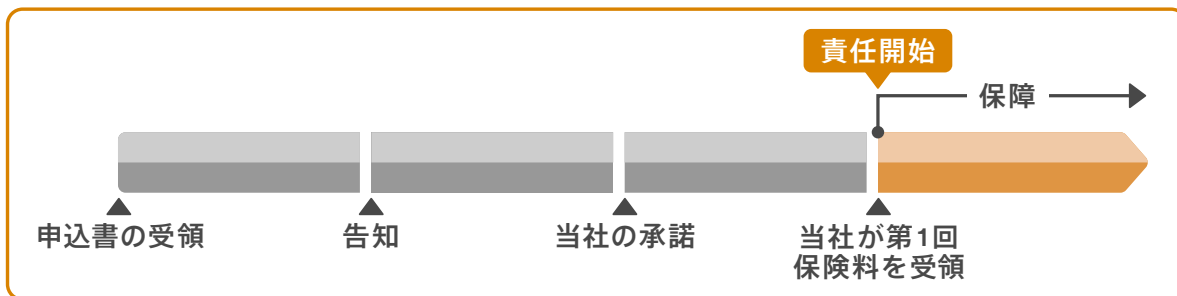 責任開始
保障
申込書の受領
告知
当社の承諾
当社が第1回
保険料を受領